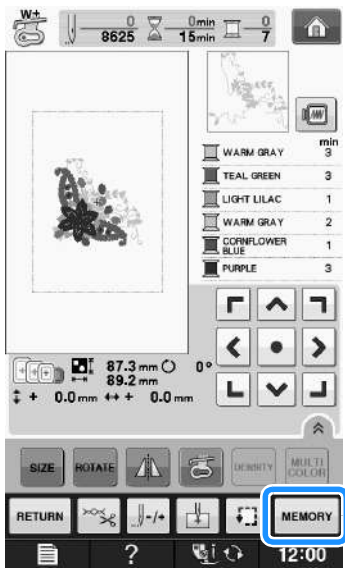 W+
0 0min 0
8625 15min 7
min
WARM GRAY 3
TEAL GREEN 3
LIGHT LILAC 1
WARM GRAY 2
CORNFLOWER
BLUE 1
PURPLE 3
87.3 mm 0°
89.2 mm
+ 0.0 mm + 0.0 mm
SIZE ROTATE DENSITY MULTI
COLOR
RETURN -/+ MEMORY
? i 12:00